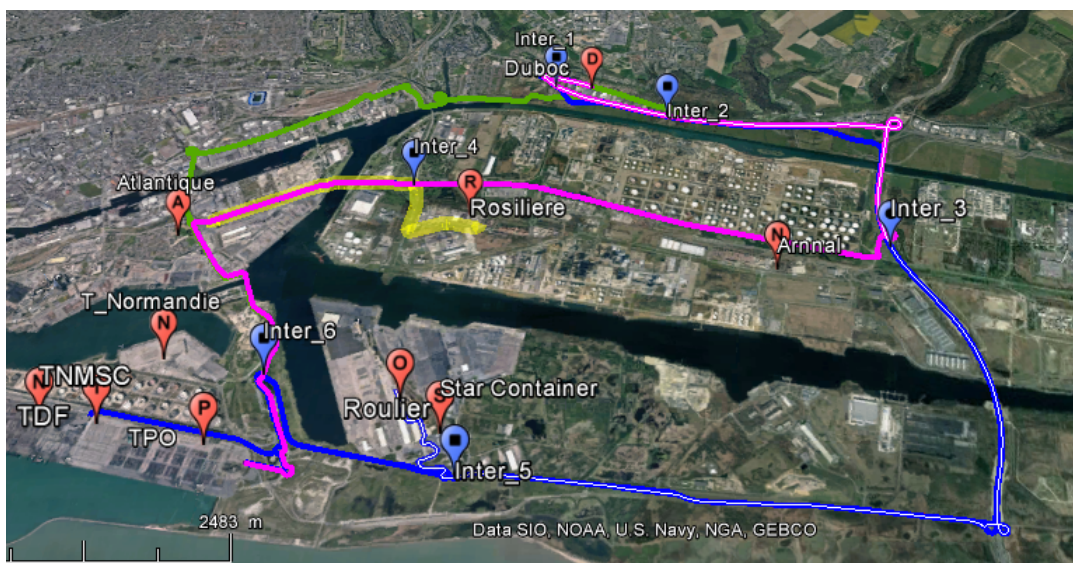 Inter_1
D
Duboc
Inter_2
Inter_4
Atlantique
R
A
Rosiliere
Inter_3
N
Arnnal
T_Normandie
N
Inter_6
O
TNMSC
Star Container
S
Roulier
TDF
P
TPO
Inter_5
2483 m
Data SIO, NOAA, U.S. Navy, NGA, GEBCO